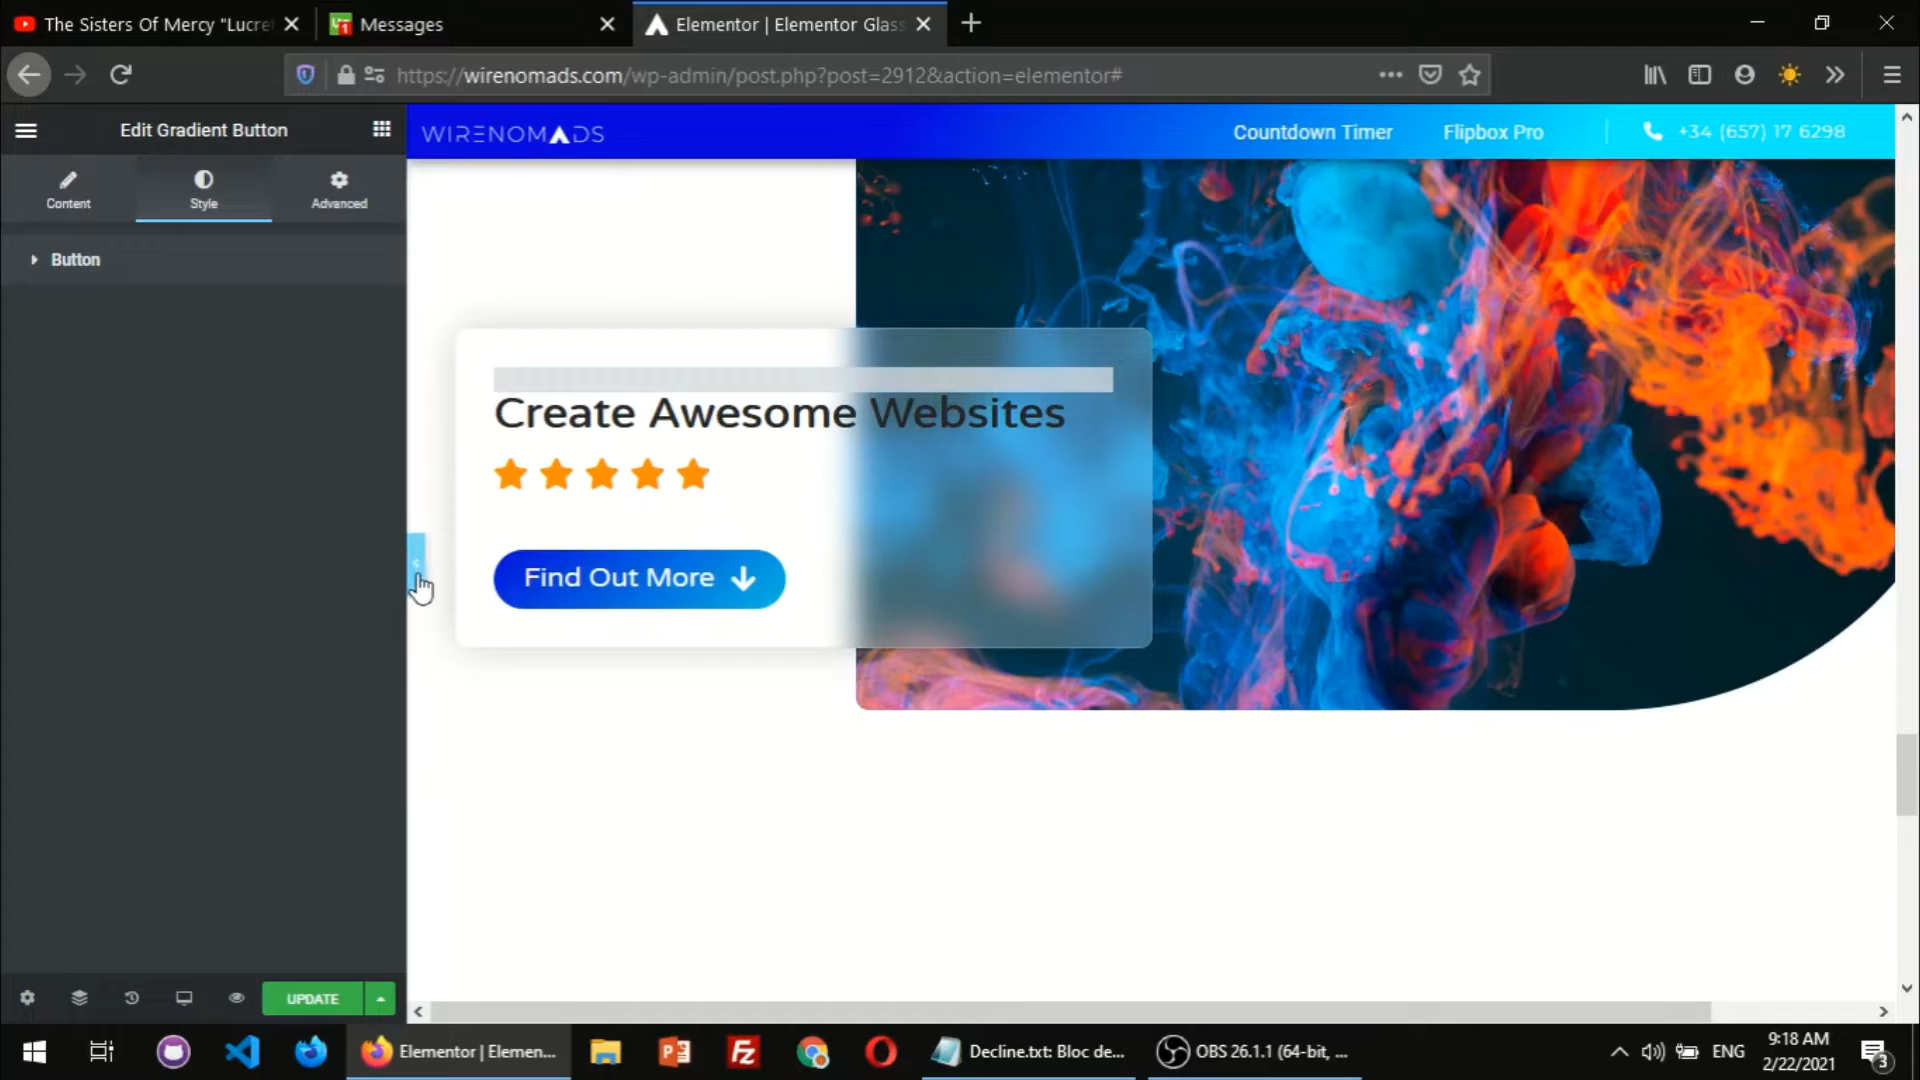 The Sisters Of Mercy "Lucre
Messages
Elementor | Elementor Glass
https://wirenomads.com/wp-admin/post.php?post=2912&action=elementor#
Edit Gradient Button
WIRENOMADS
Countdown Timer
Flipbox Pro
+34 (657) 17 6298
Content
Style
Advanced
Button
Create Awesome Websites
Find Out More
UPDATE
Elementor | Elemen...
Decline.txt: Bloc de...
OBS 26.1.1 (64-bit, ...
ENG
9:18 AM
2/22/2021
3